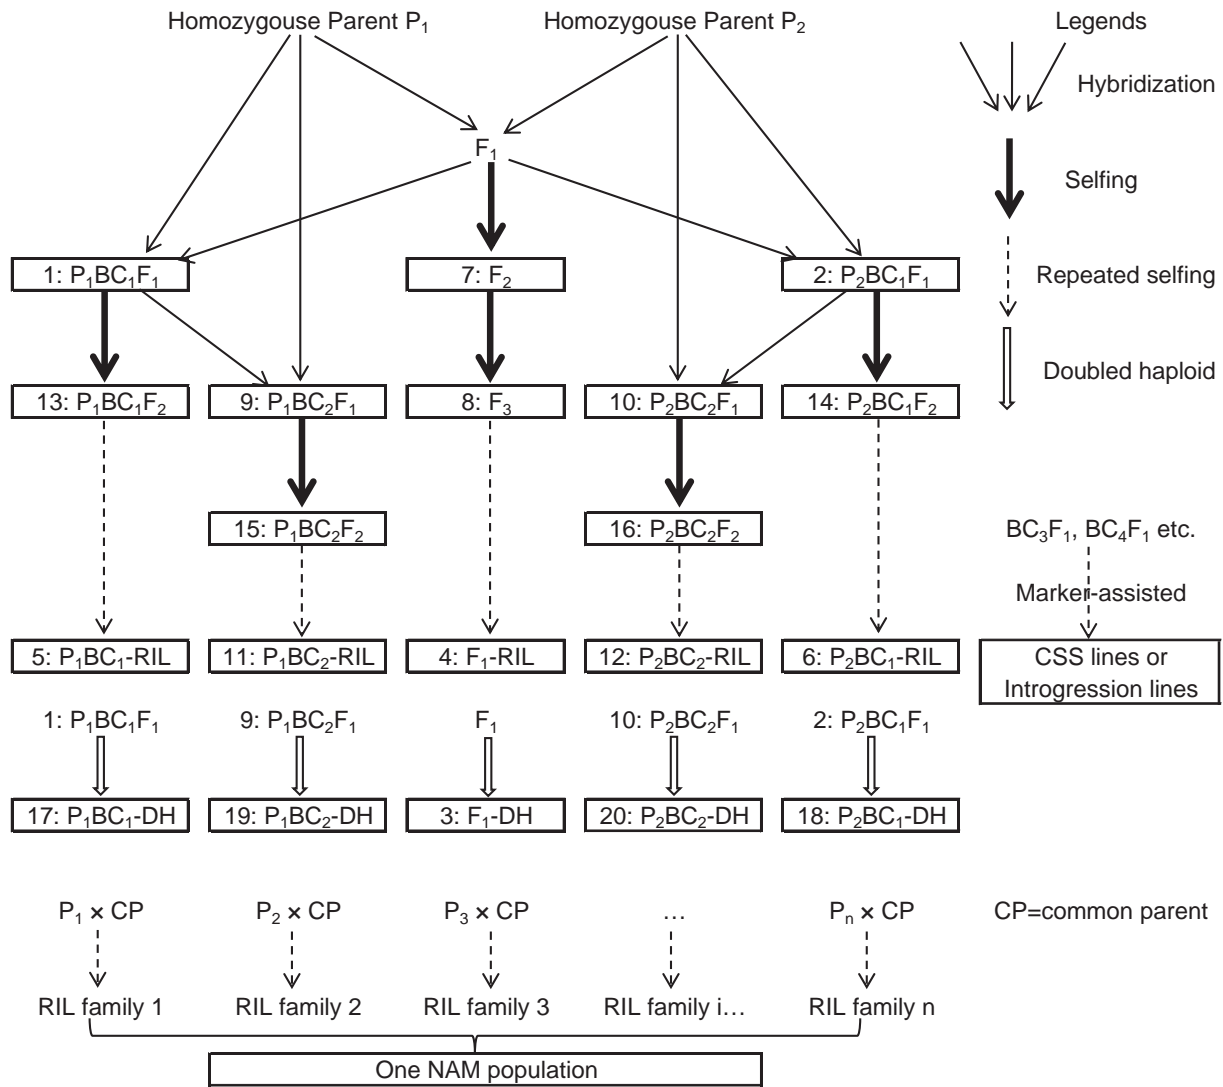 Homozygouse Parent P₁ Homozygouse Parent P₂ Legends
Hybridization
F₁
Selfing
1: P₁BC₁F₁ 7: F₂ 2: P₂BC₁F₁ Repeated selfing
Doubled haploid
13: P₁BC₁F₂ 9: P₁BC₂F₁ 8: F₃ 10: P₂BC₂F₁ 14: P₂BC₁F₂
15: P₁BC₂F₂ 16: P₂BC₂F₂ BC₃F₁, BC₄F₁ etc.
Marker-assisted
5: P₁BC₁-RIL 11: P₁BC₂-RIL 4: F₁-RIL 12: P₂BC₂-RIL 6: P₂BC₁-RIL CSS lines or
Introgression lines
1: P₁BC₁F₁ 9: P₁BC₂F₁ F₁ 10: P₂BC₂F₁ 2: P₂BC₁F₁
17: P₁BC₁-DH 19: P₁BC₂-DH 3: F₁-DH 20: P₂BC₂-DH 18: P₂BC₁-DH
P₁ × CP P₂ × CP P₃ × CP … Pₙ × CP CP=common parent
RIL family 1 RIL family 2 RIL family 3 RIL family i… RIL family n
One NAM population